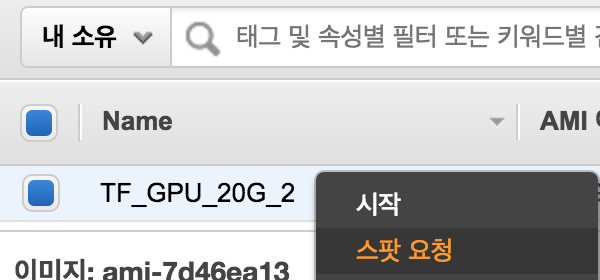 내 소유
태그 및 속성별 필터 또는 키워드별
Name
AMI
TF_GPU_20G_2
시작
스팟 요청
이미지: ami-7d46ea13